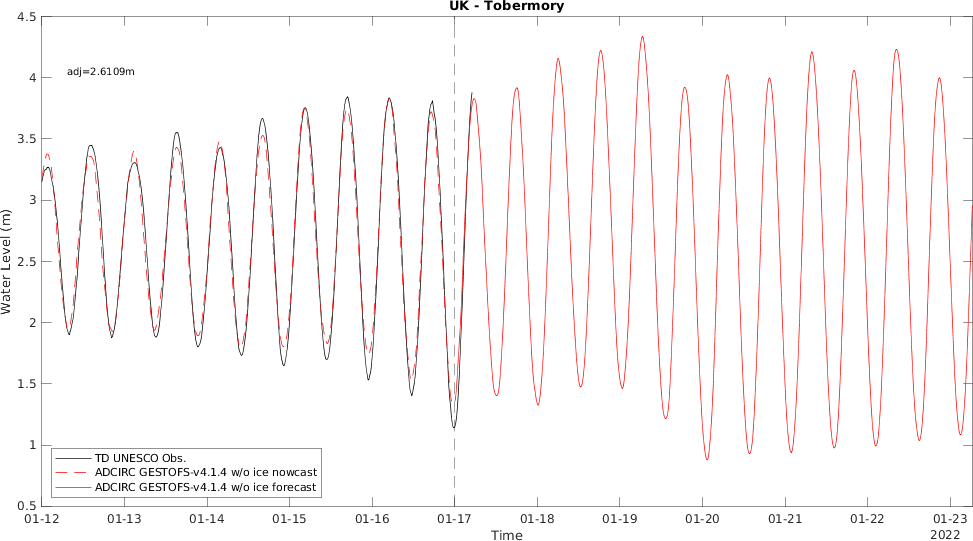 UK - Tobermory
adj=2.6109m
4.5
4
3.5
3
2.5
2
1.5
1
0.5
Water Level (m)
TD UNESCO Obs.
ADCIRC GESTOFS-v4.1.4 w/o ice nowcast
ADCIRC GESTOFS-v4.1.4 w/o ice forecast
01-12 01-13 01-14 01-15 01-16 01-17 01-18 01-19 01-20 01-21 01-22 01-23
Time
2022